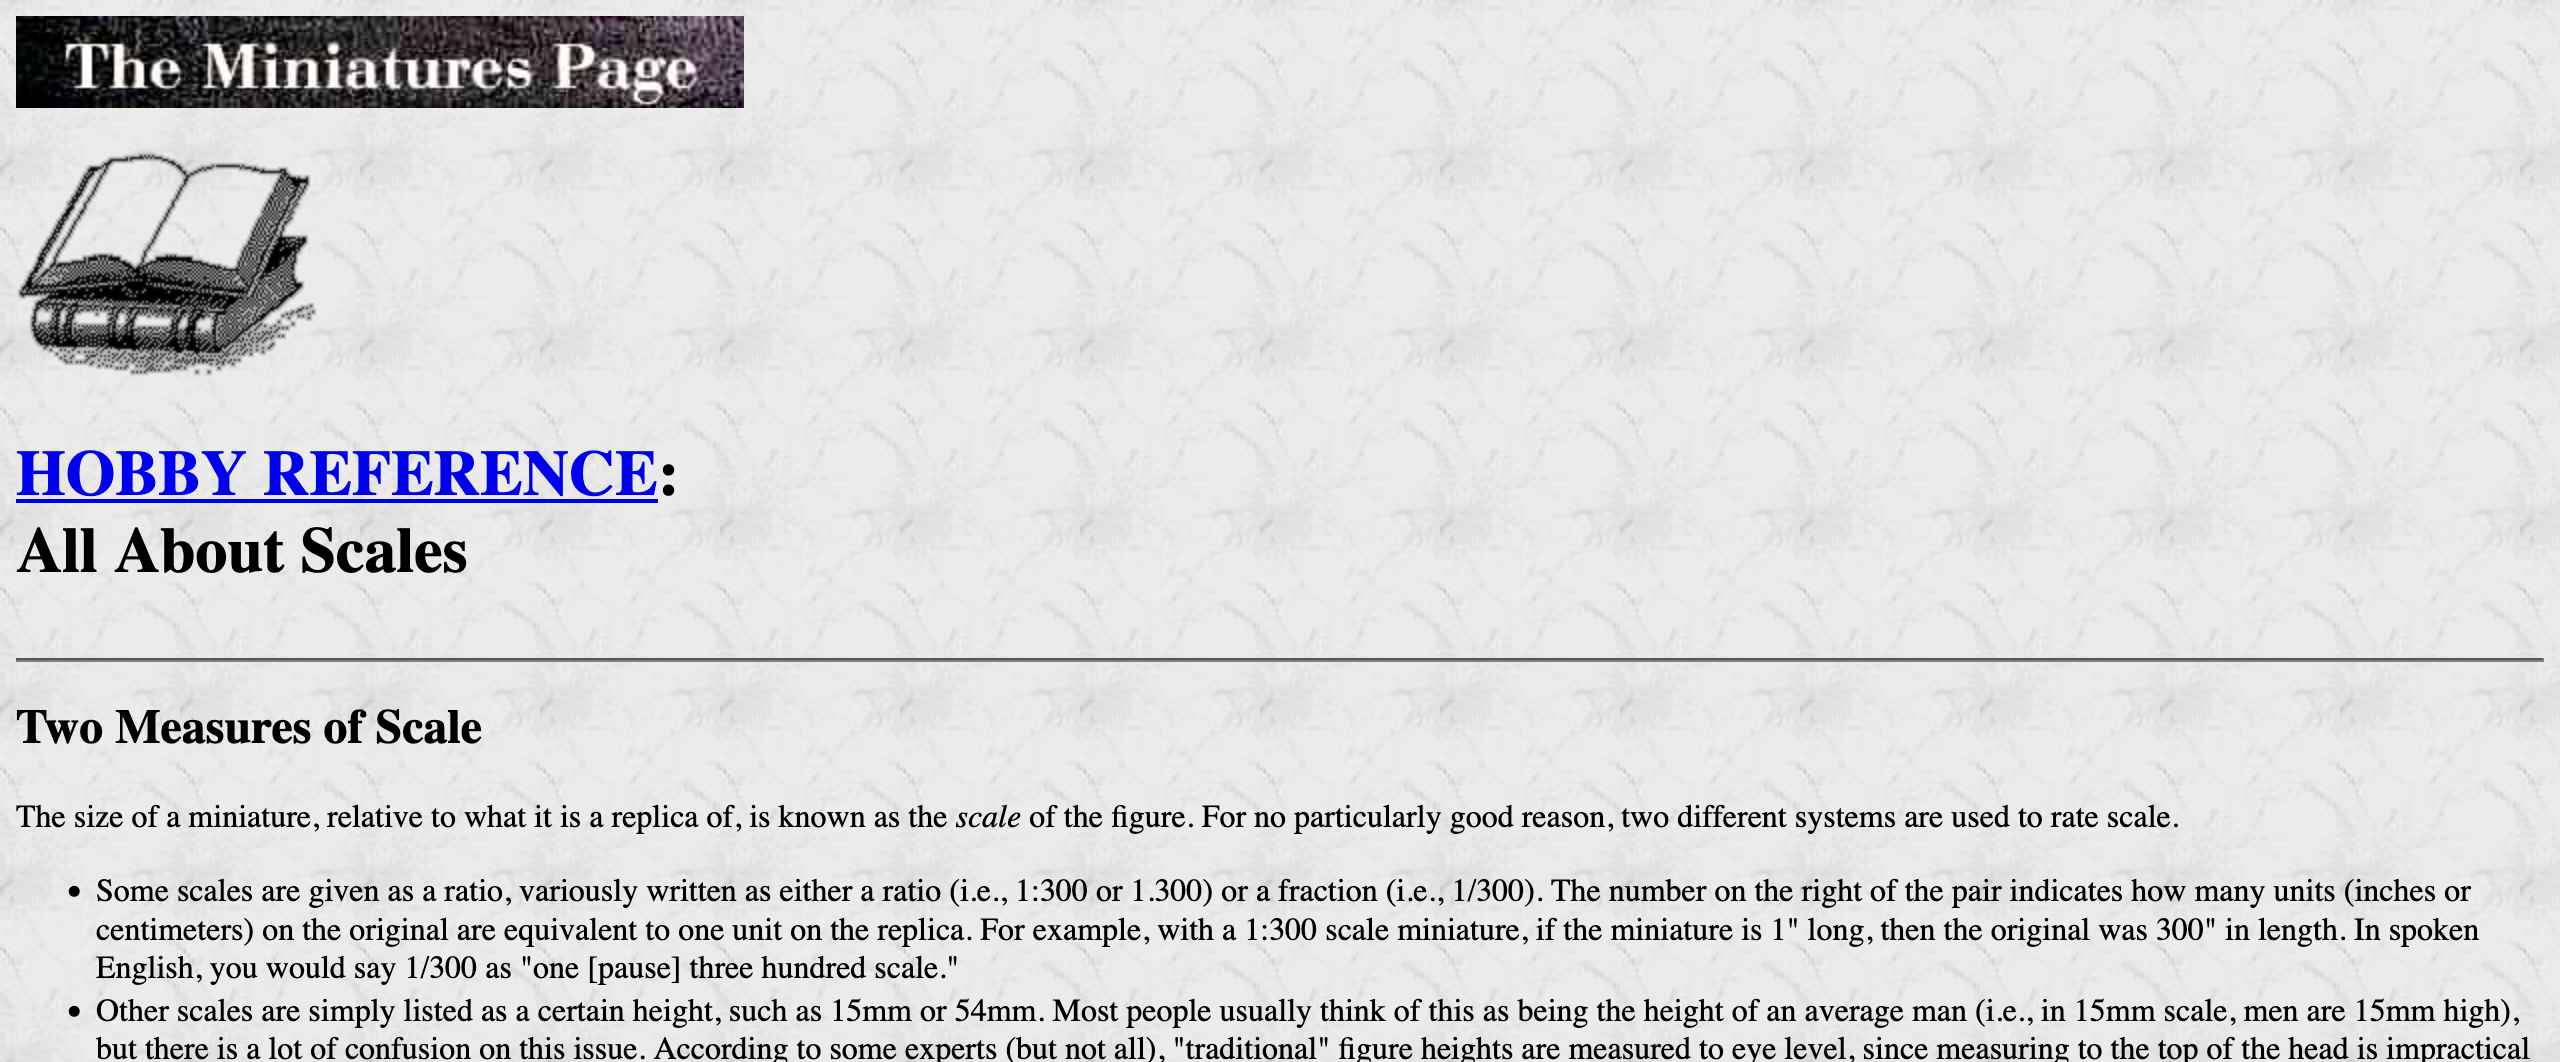 The Miniatures Page
HOBBY REFERENCE:
All About Scales
Two Measures of Scale
The size of a miniature, relative to what it is a replica of, is known as the scale of the figure. For no particularly good reason, two different systems are used to rate scale.
• Some scales are given as a ratio, variously written as either a ratio (i.e., 1:300 or 1.300) or a fraction (i.e., 1/300). The number on the right of the pair indicates how many units (inches or
centimeters) on the original are equivalent to one unit on the replica. For example, with a 1:300 scale miniature, if the miniature is 1" long, then the original was 300" in length. In spoken
English, you would say 1/300 as "one [pause] three hundred scale."
• Other scales are simply listed as a certain height, such as 15mm or 54mm. Most people usually think of this as being the height of an average man (i.e., in 15mm scale, men are 15mm high),
but there is a lot of confusion on this issue. According to some experts (but not all), "traditional" figure heights are measured to eye level, since measuring to the top of the head is impractical